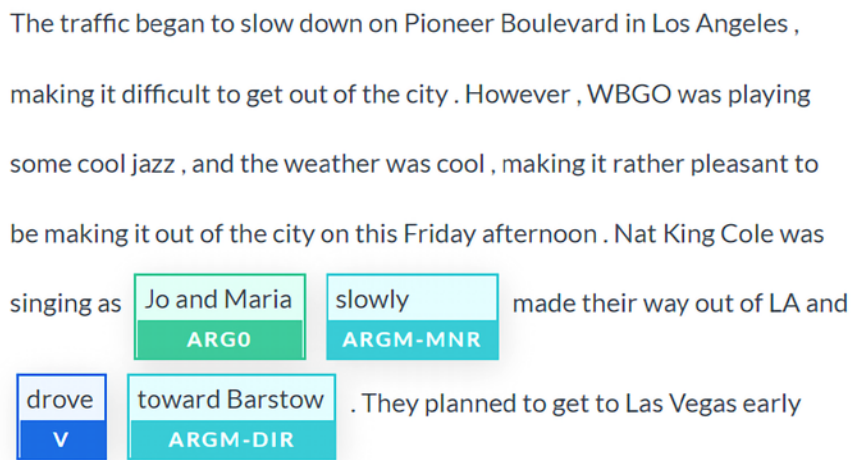 The traffic began to slow down on Pioneer Boulevard in Los Angeles ,
making it difficult to get out of the city . However , WBGO was playing
some cool jazz , and the weather was cool , making it rather pleasant to
be making it out of the city on this Friday afternoon . Nat King Cole was
singing as Jo and Maria slowly made their way out of LA and
ARG0 ARGM-MNR
drove toward Barstow . They planned to get to Las Vegas early
V ARGM-DIR